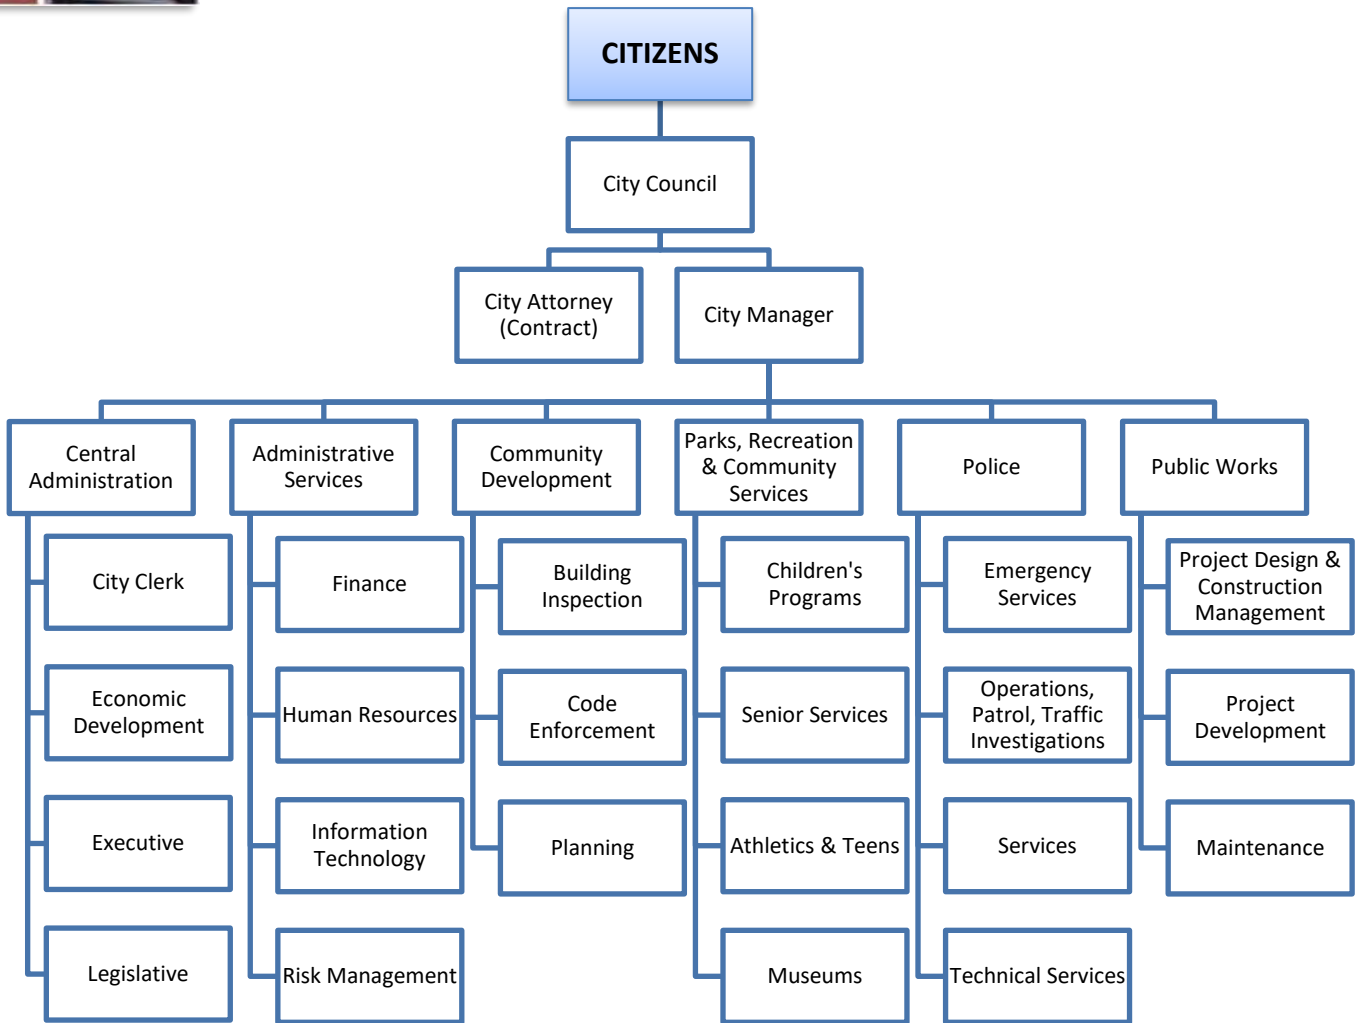 CITIZENS
City Council
City Attorney
(Contract)
City Manager
Central
Administration
Administrative
Services
Community
Development
Parks, Recreation
& Community
Services
Police
Public Works
City Clerk
Economic
Development
Executive
Legislative
Finance
Human Resources
Information
Technology
Risk Management
Building
Inspection
Code
Enforcement
Planning
Children's
Programs
Senior Services
Athletics & Teens
Museums
Emergency
Services
Operations,
Patrol, Traffic
Investigations
Services
Technical Services
Project Design &
Construction
Management
Project
Development
Maintenance